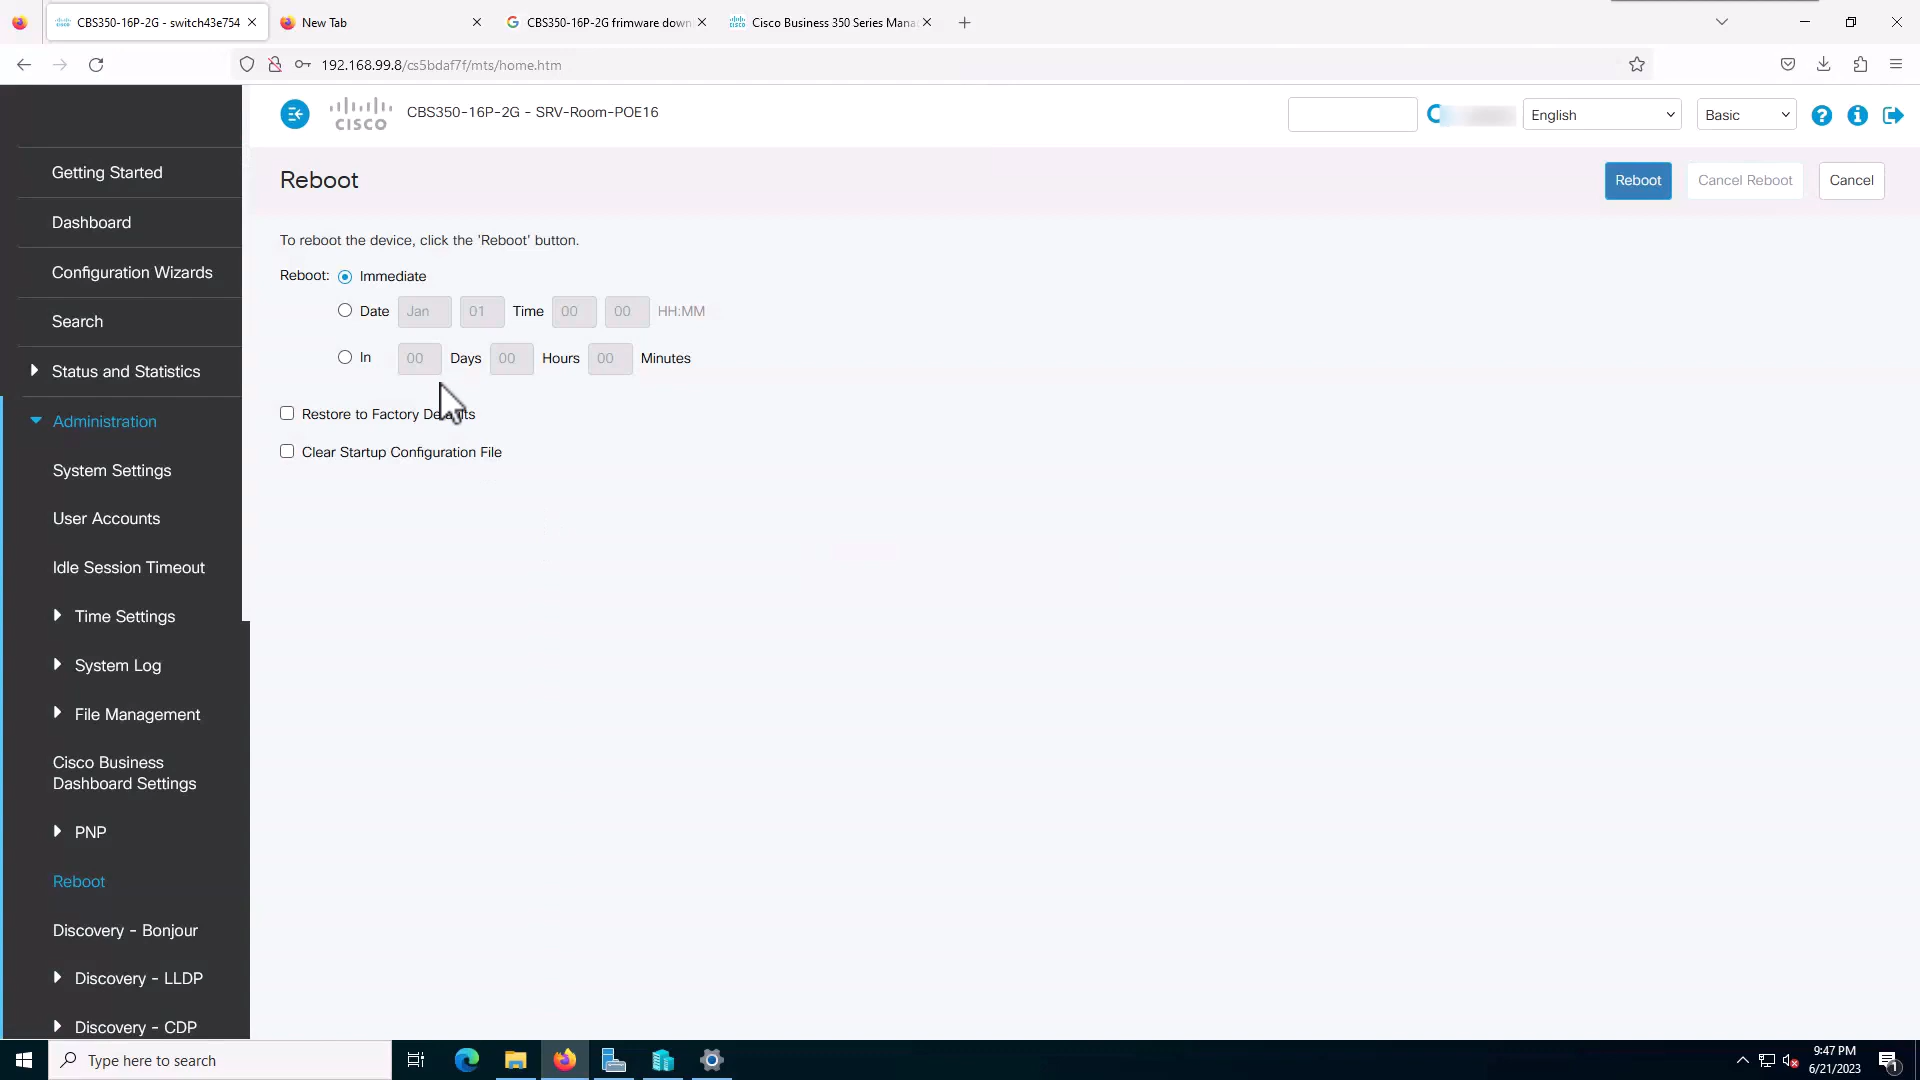 CBS350-16P-2G - switch43e754
New Tab
CBS350-16P-2G frimware down
Cisco Business 350 Series Mana
192.168.99.8/cs5bdaf7f/mts/home.htm
CISCO
CBS350-16P-2G - SRV-Room-POE16
English
Basic
Getting Started
Dashboard
Configuration Wizards
Search
Status and Statistics
Administration
System Settings
User Accounts
Idle Session Timeout
Time Settings
System Log
File Management
Cisco Business
Dashboard Settings
PNP
Reboot
Discovery - Bonjour
Discovery - LLDP
Discovery - CDP
Reboot
Reboot
Cancel Reboot
Cancel
To reboot the device, click the 'Reboot' button.
Reboot: Immediate
Date Jan 01 Time 00 00 HH:MM
In 00 Days 00 Hours 00 Minutes
Restore to Factory Defaults
Clear Startup Configuration File
Type here to search
9:47 PM
6/21/2023
1